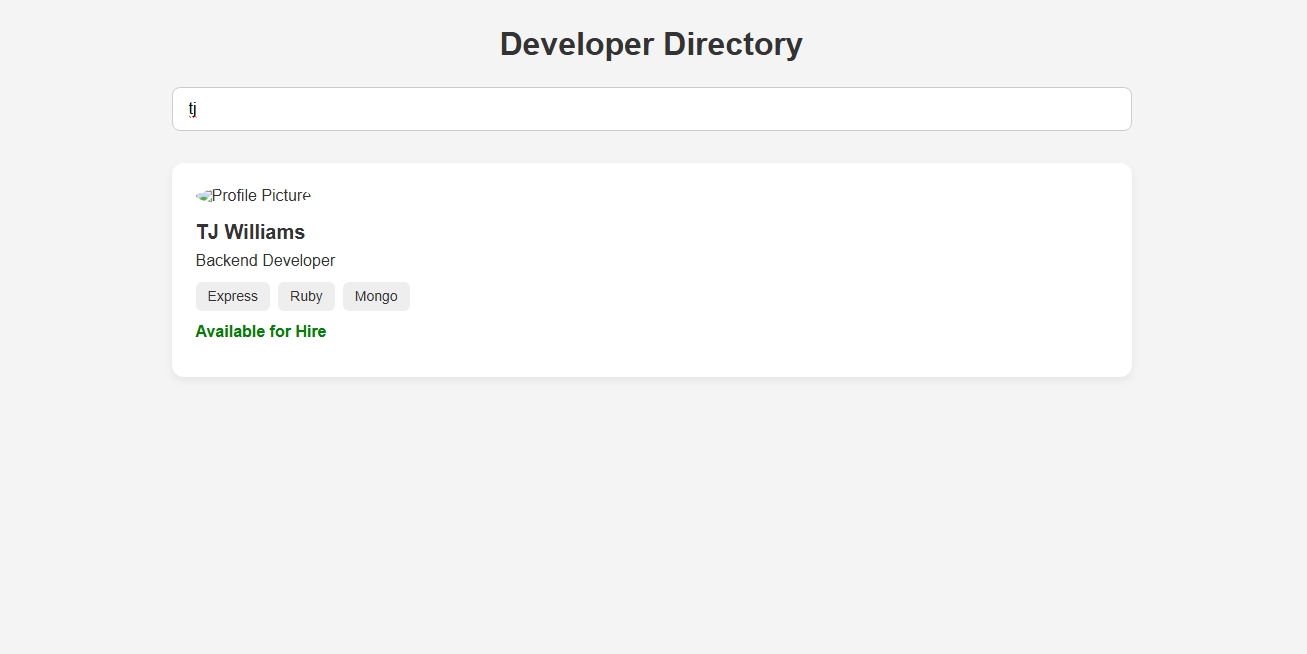 Developer Directory
tj
Profile Picture
TJ Williams
Backend Developer
Express Ruby Mongo
Available for Hire